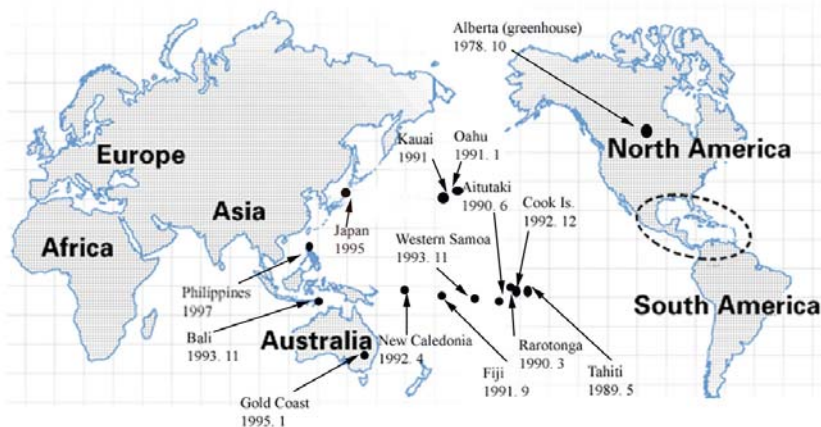 Alberta (greenhouse)
1978. 10
Kauai
1991
Oahu
1991. 1
North America
Europe
Aitutaki
1990. 6
Cook Is.
1992. 12
Asia
Japan
1995
Africa
Western Samoa
1993. 11
Philippines
1997
South America
Bali
1993. 11
Australia
New Caledonia
1992. 4
Rarotonga
1990. 3
Fiji
1991. 9
Tahiti
1989. 5
Gold Coast
1995. 1